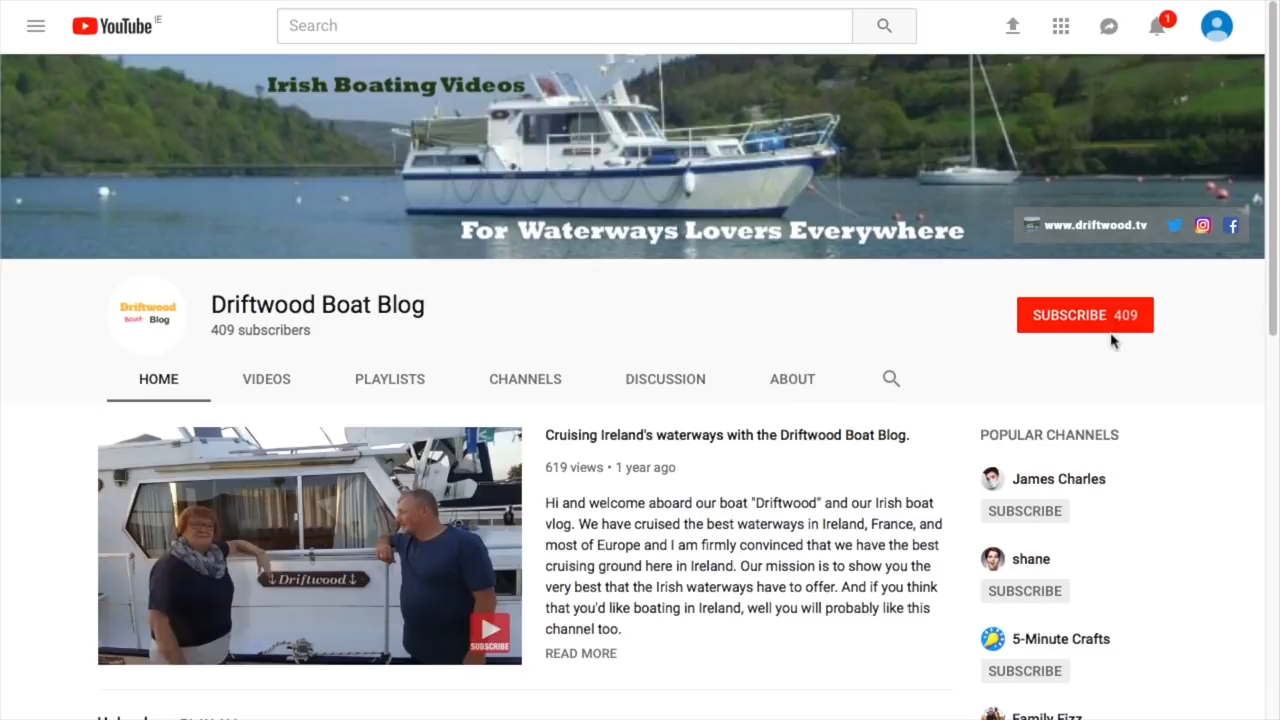 YouTube IE
Search
1
Irish Boating Videos
For Waterways Lovers Everywhere
www.driftwood.tv
Driftwood
Boat Blog
Driftwood Boat Blog
409 subscribers
SUBSCRIBE 409
HOME VIDEOS PLAYLISTS CHANNELS DISCUSSION ABOUT
Driftwood
SUBSCRIBE
Cruising Ireland's waterways with the Driftwood Boat Blog.
619 views • 1 year ago
Hi and welcome aboard our boat "Driftwood" and our Irish boat
vlog. We have cruised the best waterways in Ireland, France, and
most of Europe and I am firmly convinced that we have the best
cruising ground here in Ireland. Our mission is to show you the
very best that the Irish waterways have to offer. And if you think
that you'd like boating in Ireland, well you will probably like this
channel too.
READ MORE
POPULAR CHANNELS
James Charles
SUBSCRIBE
shane
SUBSCRIBE
5-Minute Crafts
SUBSCRIBE
Family Fizz